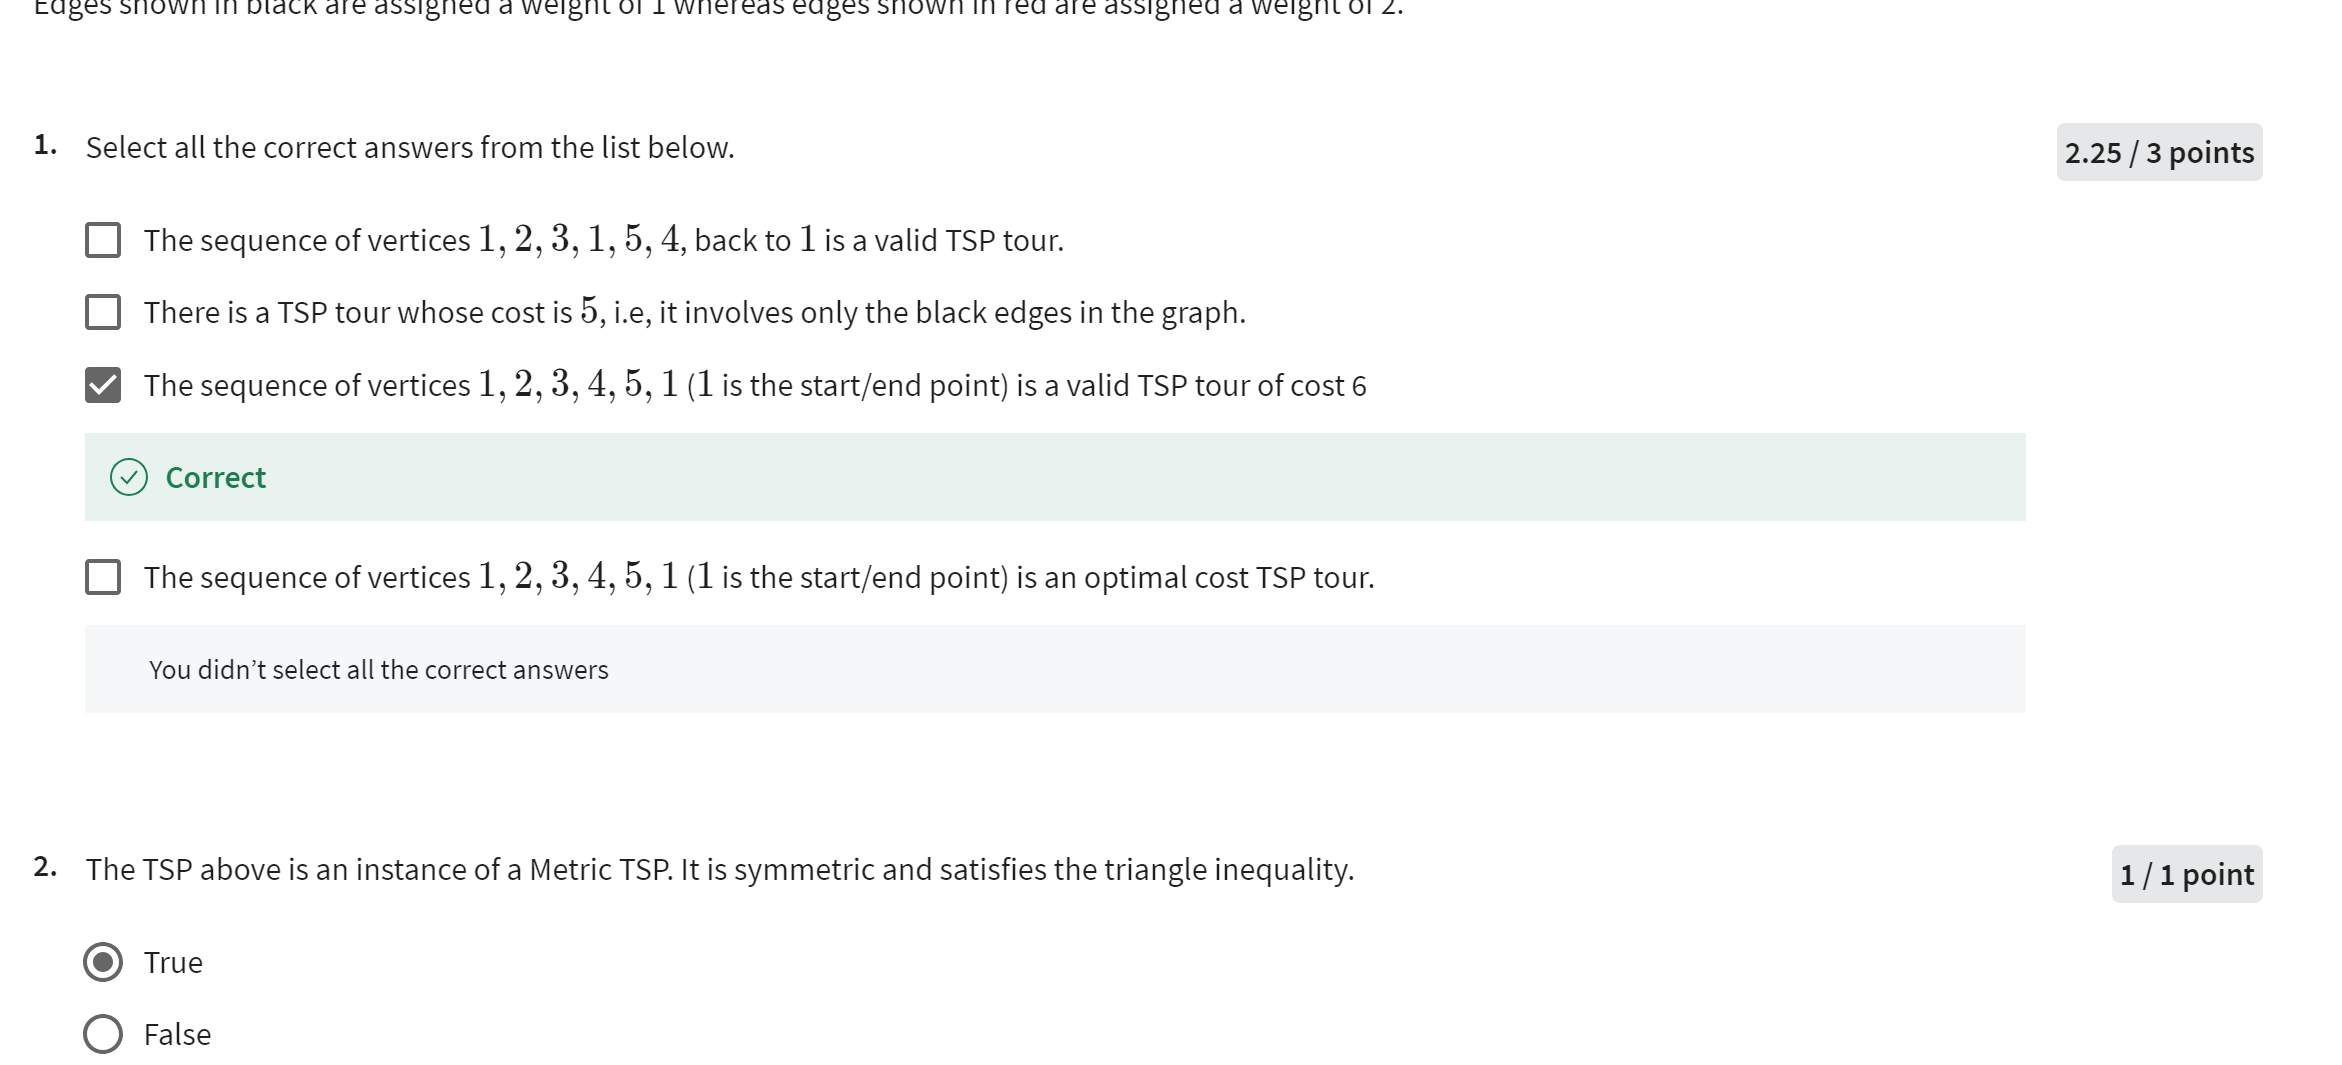 Edges shown in black are assigned a weight of 1 whereas edges shown in red are assigned a weight of 2.
1. Select all the correct answers from the list below.
2.25 / 3 points
The sequence of vertices 1, 2, 3, 1, 5, 4, back to 1 is a valid TSP tour.
There is a TSP tour whose cost is 5, i.e, it involves only the black edges in the graph.
The sequence of vertices 1, 2, 3, 4, 5, 1 (1 is the start/end point) is a valid TSP tour of cost 6
Correct
The sequence of vertices 1, 2, 3, 4, 5, 1 (1 is the start/end point) is an optimal cost TSP tour.
You didn’t select all the correct answers
2. The TSP above is an instance of a Metric TSP. It is symmetric and satisfies the triangle inequality.
1 / 1 point
True
False